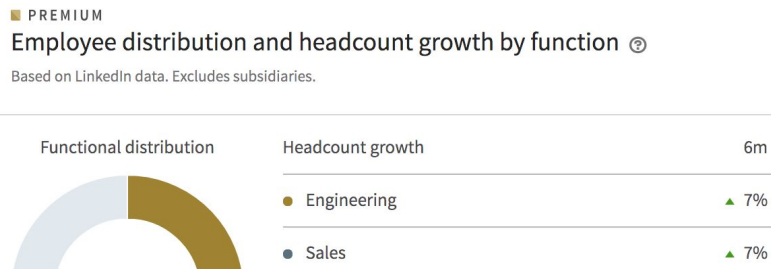 PREMIUM
Employee distribution and headcount growth by function ?
Based on LinkedIn data. Excludes subsidiaries.
Functional distribution
Headcount growth 6m
Engineering ▲ 7%
Sales ▲ 7%